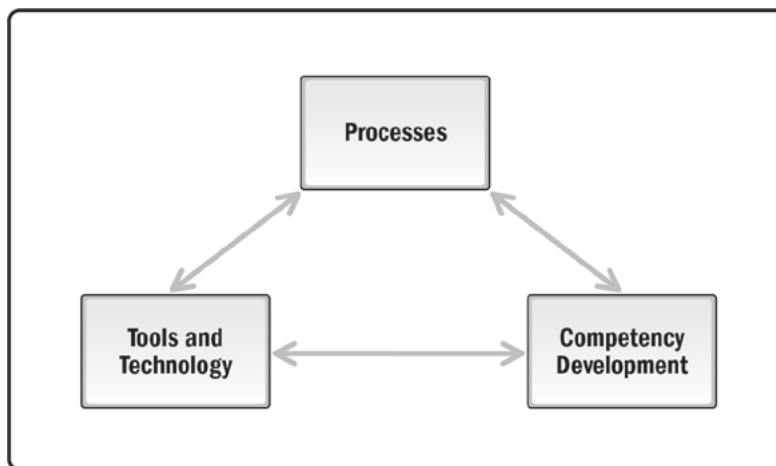 Processes
Tools and
Technology
Competency
Development